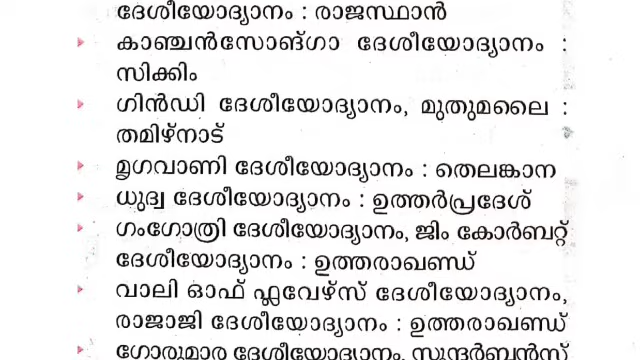 ദേശീയോദ്യാനം : രാജസ്ഥാൻ
കാഞ്ചൻസോങ്ഗാ ദേശീയോദ്യാനം :
സിക്കിം
ഗിൻഡി ദേശീയോദ്യാനം, മുതുമലൈ :
തമിഴ്നാട്
മൃഗവാണി ദേശീയോദ്യാനം : തെലങ്കാന
ധുദ്വ ദേശീയോദ്യാനം : ഉത്തർപ്രദേശ്
ഗംഗോത്രി ദേശീയോദ്യാനം, ജിം കോർബറ്റ്
ദേശീയോദ്യാനം : ഉത്തരാഖണ്ഡ്
വാലി ഓഫ് ഫ്ലവേഴ്സ് ദേശീയോദ്യാനം,
രാജാജി ദേശീയോദ്യാനം : ഉത്തരാഖണ്ഡ്
ഗോരുമാര ദേശീയോദ്യാനം, സുന്ദർബൻസ്